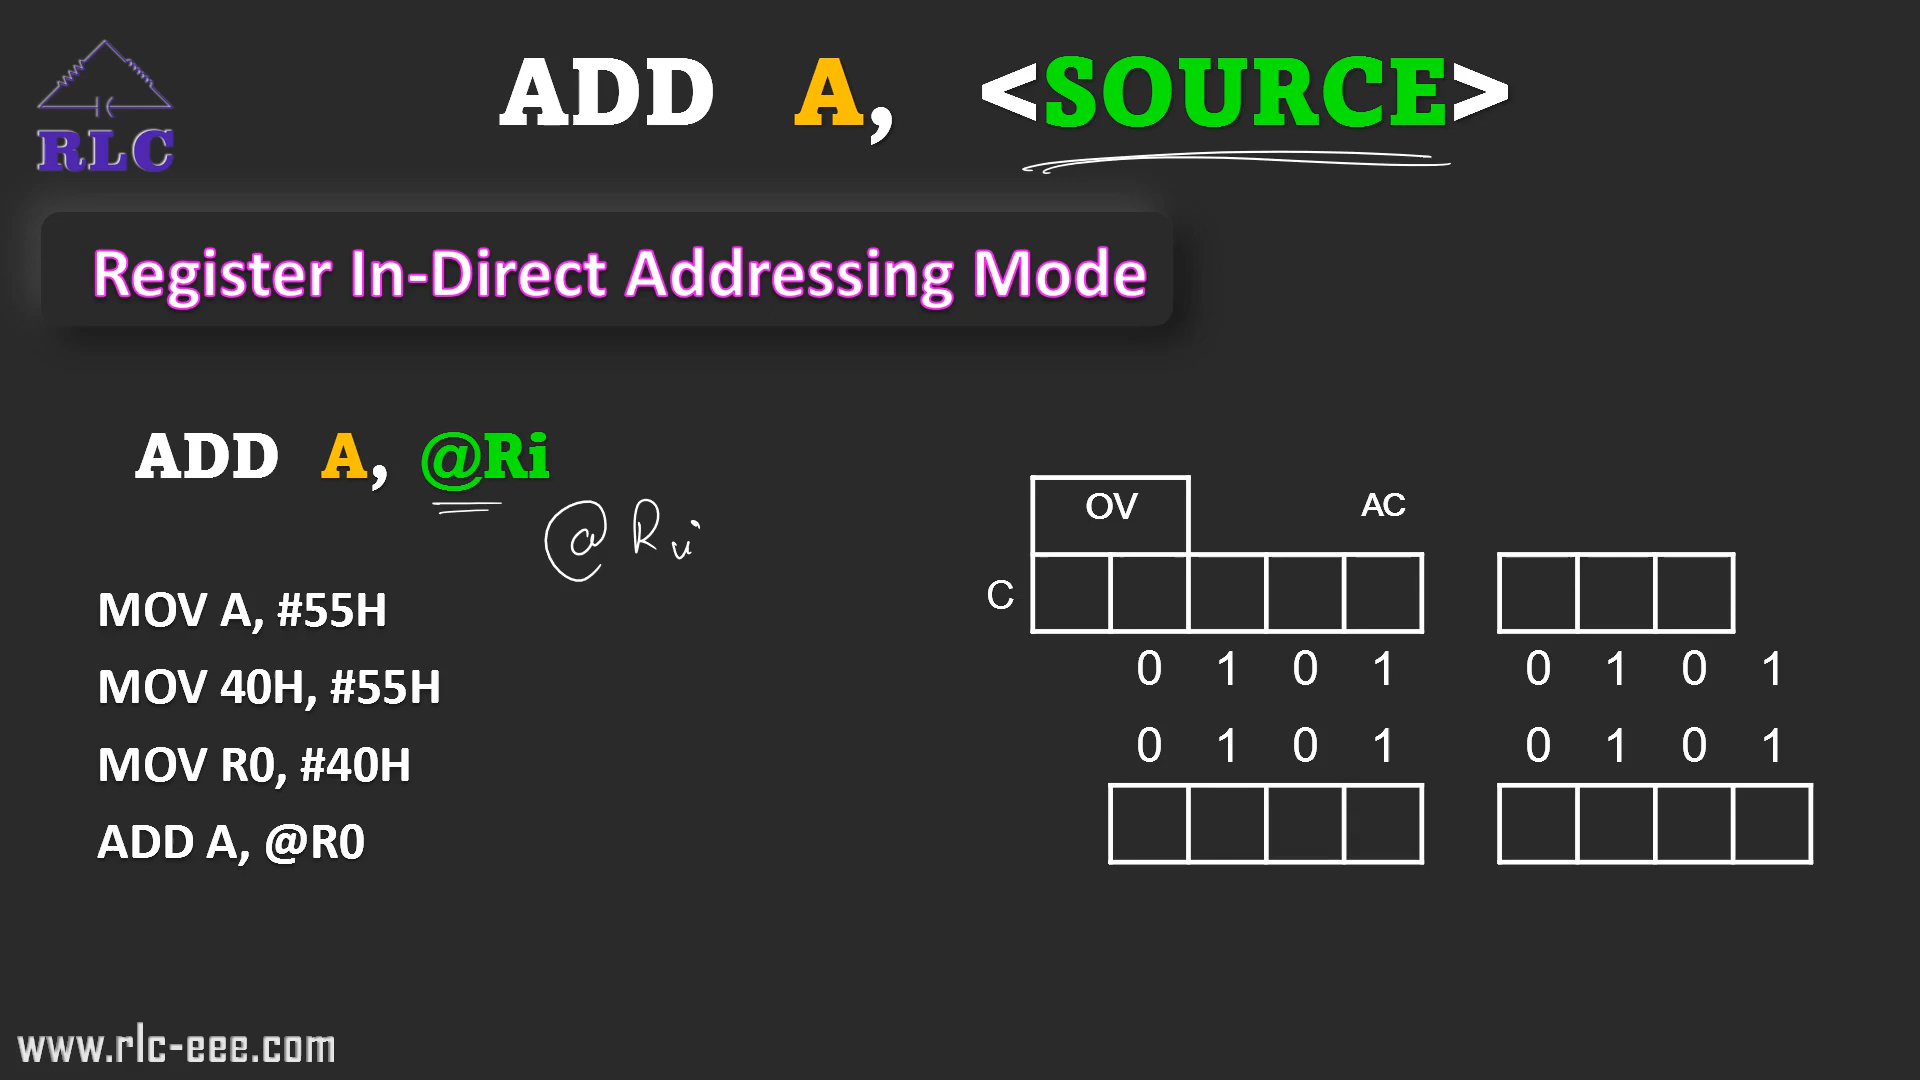 ADD A, <SOURCE>
RLC
Register In-Direct Addressing Mode
ADD A, @Ri
@Ri
MOV A, #55H
MOV 40H, #55H
MOV R0, #40H
ADD A, @R0
OV AC
C
0 1 0 1 0 1 0 1
0 1 0 1 0 1 0 1
www.rlc-eee.com